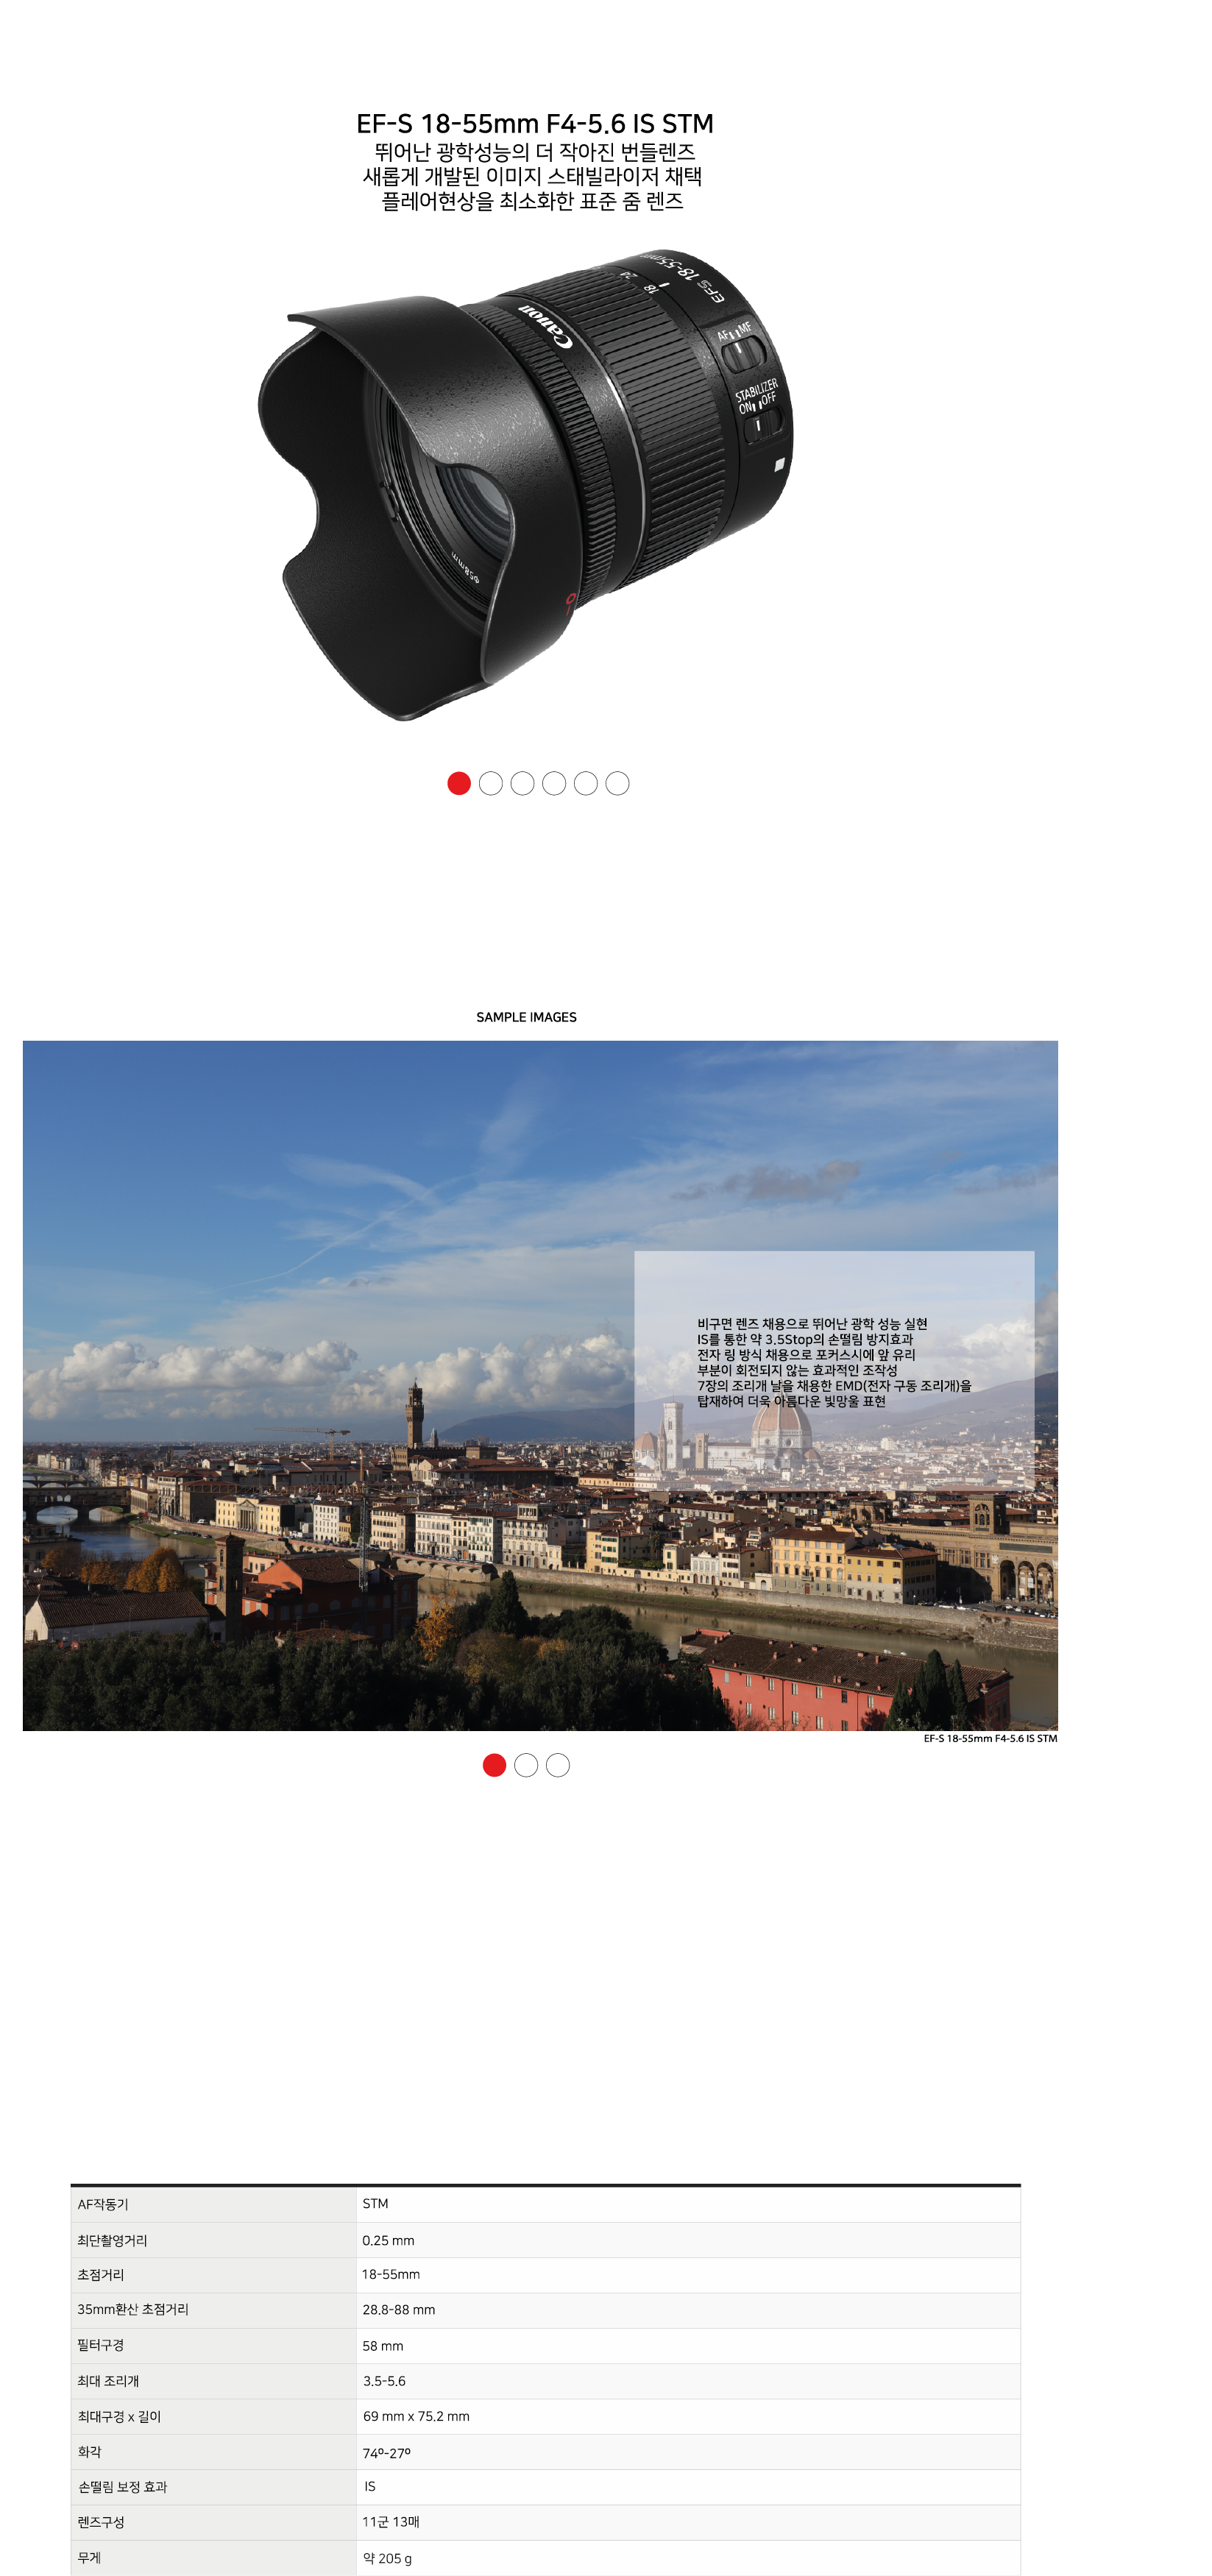 EF-S 18-55mm F4-5.6 IS STM
뛰어난 광학성능의 더 작아진 번들렌즈
새롭게 개발된 이미지 스태빌라이저 채택
플레어현상을 최소화한 표준 줌 렌즈
EFS 18-55mm
24 18
Canon
AF MF
STABILIZER
ON OFF
ø58mm
SAMPLE IMAGES
비구면 렌즈 채용으로 뛰어난 광학 성능 실현
IS를 통한 약 3.5Stop의 손떨림 방지효과
전자 링 방식 채용으로 포커스시에 앞 유리
부분이 회전되지 않는 효과적인 조작성
7장의 조리개 날을 채용한 EMD(전자 구동 조리개)을
탑재하여 더욱 아름다운 빛망울 표현
EF-S 18-55mm F4-5.6 IS STM
AF작동기 STM
최단촬영거리 0.25 mm
초점거리 18-55mm
35mm환산 초점거리 28.8-88 mm
필터구경 58 mm
최대 조리개 3.5-5.6
최대구경 x 길이 69 mm x 75.2 mm
화각 74º-27º
손떨림 보정 효과 IS
렌즈구성 11군 13매
무게 약 205 g